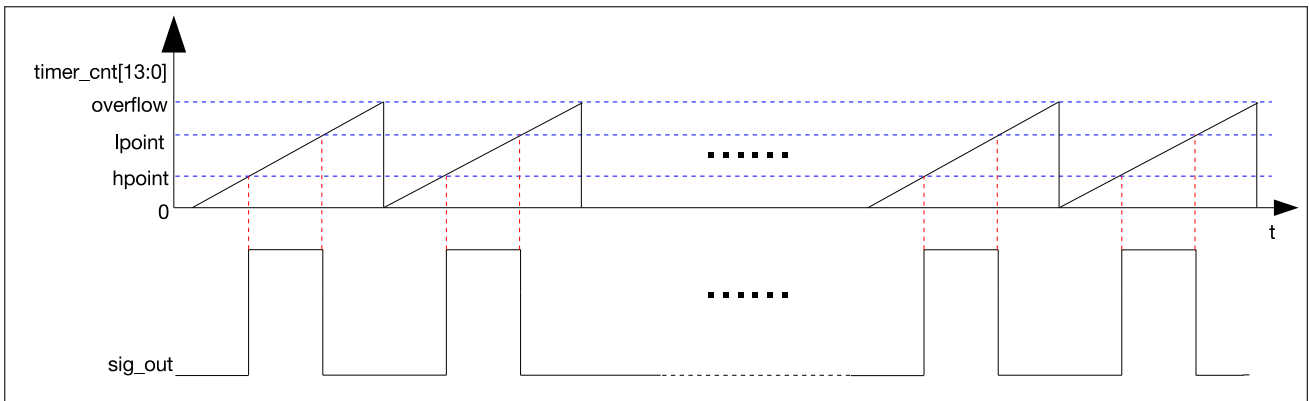 timer_cnt[13:0]
overflow
lpoint
hpoint
0
t
sig_out